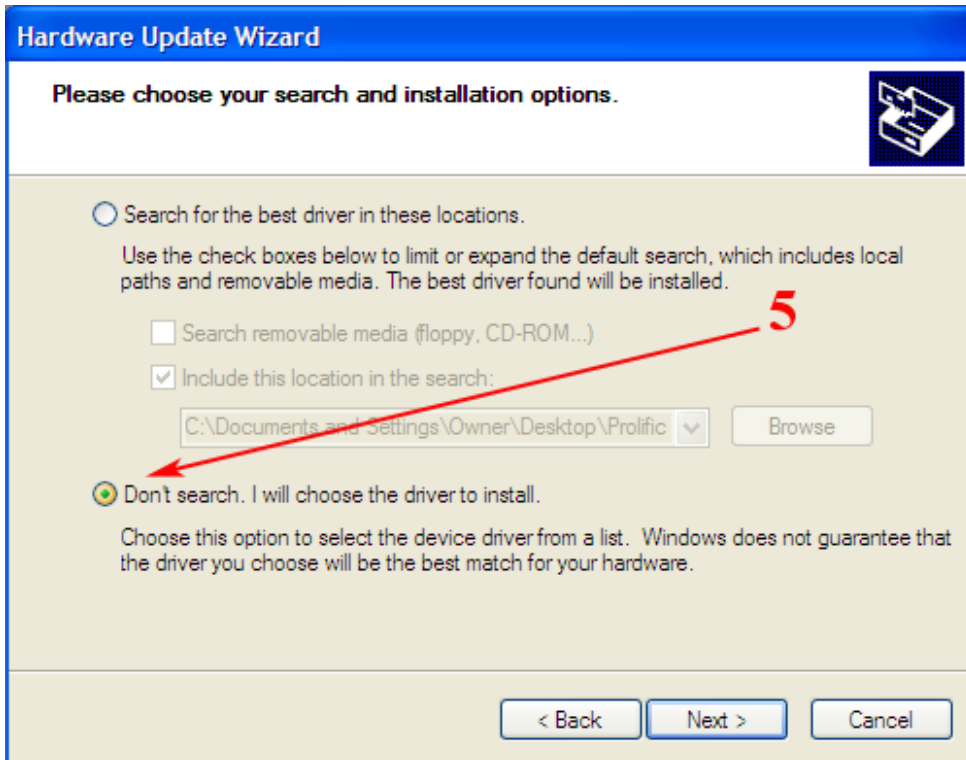 Hardware Update Wizard
Please choose your search and installation options.
Search for the best driver in these locations.
Use the check boxes below to limit or expand the default search, which includes local
paths and removable media. The best driver found will be installed.
5
Search removable media (floppy, CD-ROM...)
Include this location in the search:
C:\Documents and Settings\Owner\Desktop\Prolific
Browse
Don't search. I will choose the driver to install.
Choose this option to select the device driver from a list. Windows does not guarantee that
the driver you choose will be the best match for your hardware.
< Back
Next >
Cancel